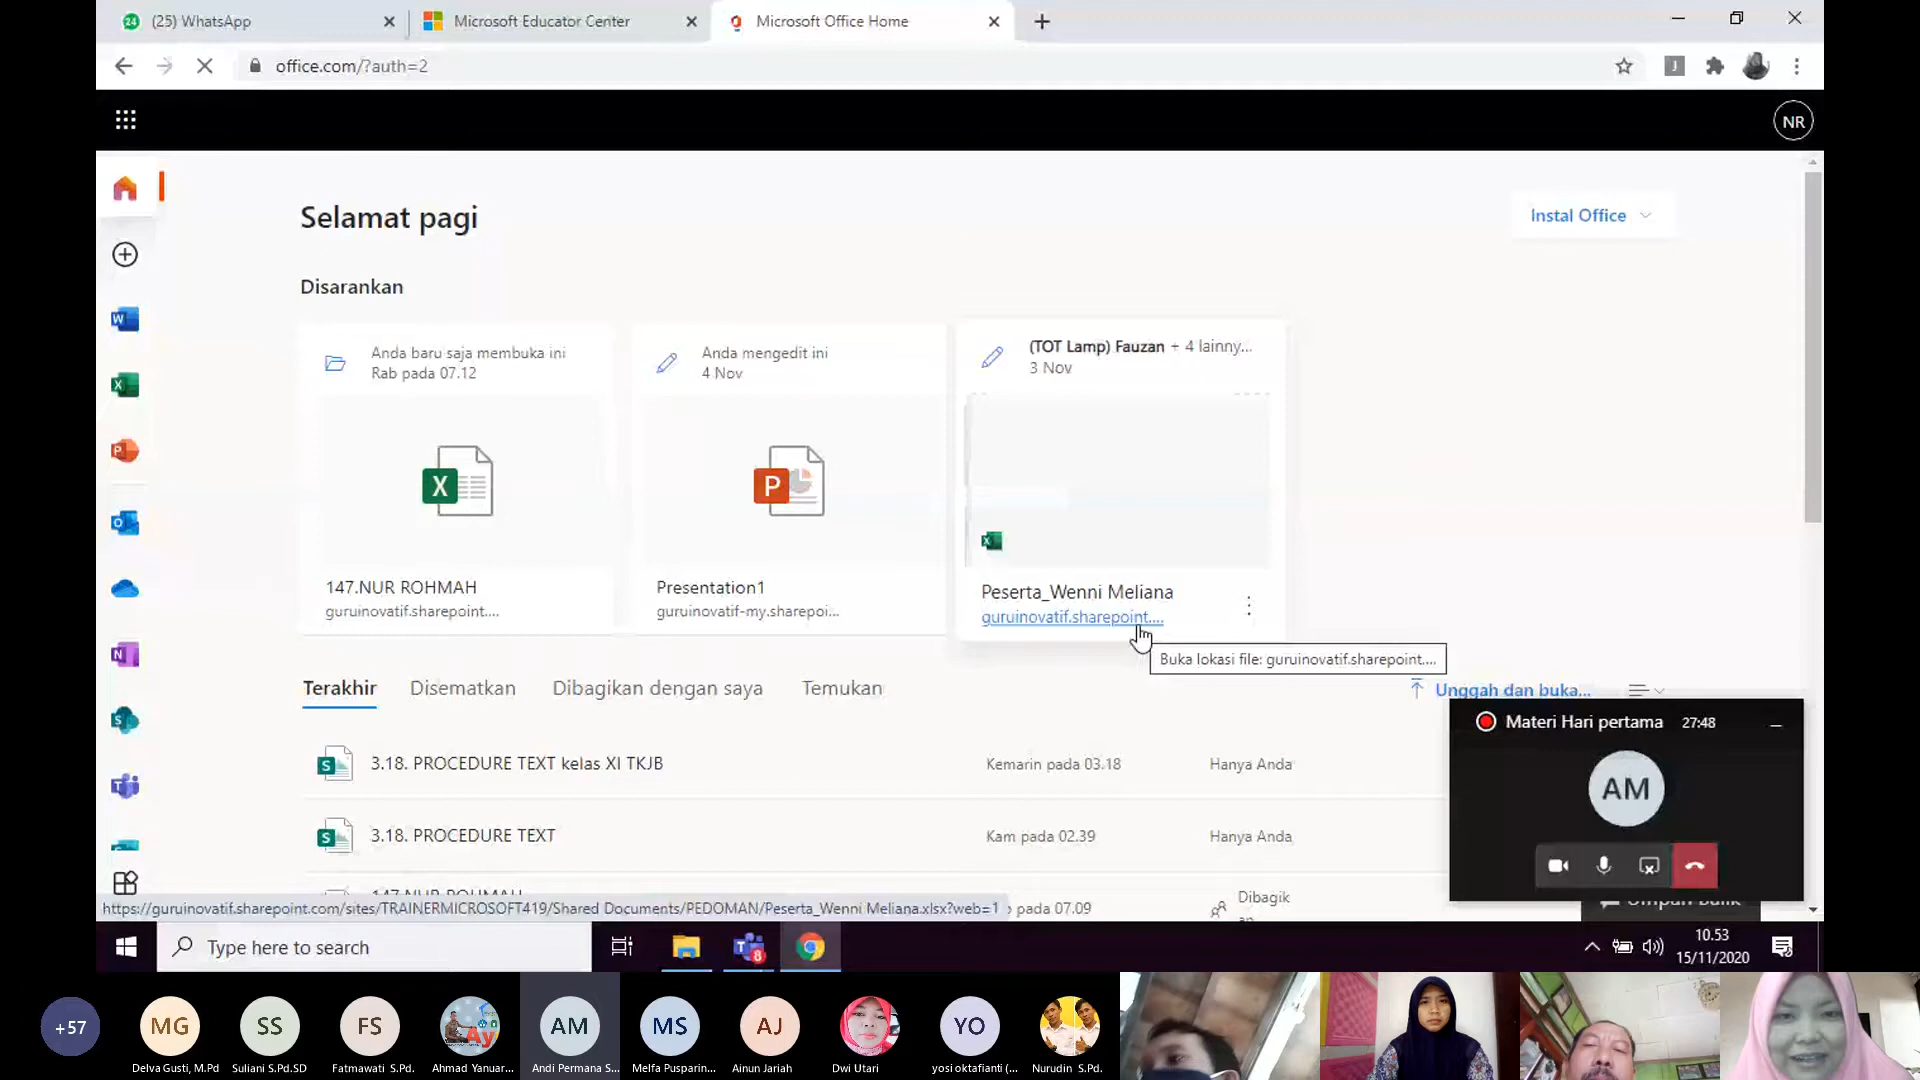 (25) WhatsApp
Microsoft Educator Center
Microsoft Office Home
office.com/?auth=2
J
NR
Selamat pagi
Instal Office
Disarankan
Anda baru saja membuka ini
Rab pada 07.12
Anda mengedit ini
4 Nov
(TOT Lamp) Fauzan + 4 lainny...
3 Nov
147.NUR ROHMAH
guruinovatif.sharepoint....
Presentation1
guruinovatif-my.sharepoi...
Peserta_Wenni Meliana
guruinovatif.sharepoint....
Buka lokasi file: guruinovatif.sharepoint....
Terakhir
Disematkan
Dibagikan dengan saya
Temukan
Unggah dan buka...
3.18. PROCEDURE TEXT kelas XI TKJB
Kemarin pada 03.18
Hanya Anda
3.18. PROCEDURE TEXT
Kam pada 02.39
Hanya Anda
147.NUR ROHMAH
pada 07.09
Dibagik
Materi Hari pertama
27:48
AM
https://guruinovatif.sharepoint.com/sites/TRAINERMICROSOFT419/Shared Documents/PEDOMAN/Peserta_Wenni Meliana.xlsx?web=1
Type here to search
8
10.53
15/11/2020
+57
MG
SS
FS
AM
MS
AJ
YO
Delva Gusti, M.Pd
Suliani S.Pd.SD
Fatmawati S.Pd.
Ahmad Yanuar...
Andi Permana S...
Melfa Pusparin...
Ainun Jariah
Dwi Utari
yosi oktafianti (...
Nurudin S.Pd.